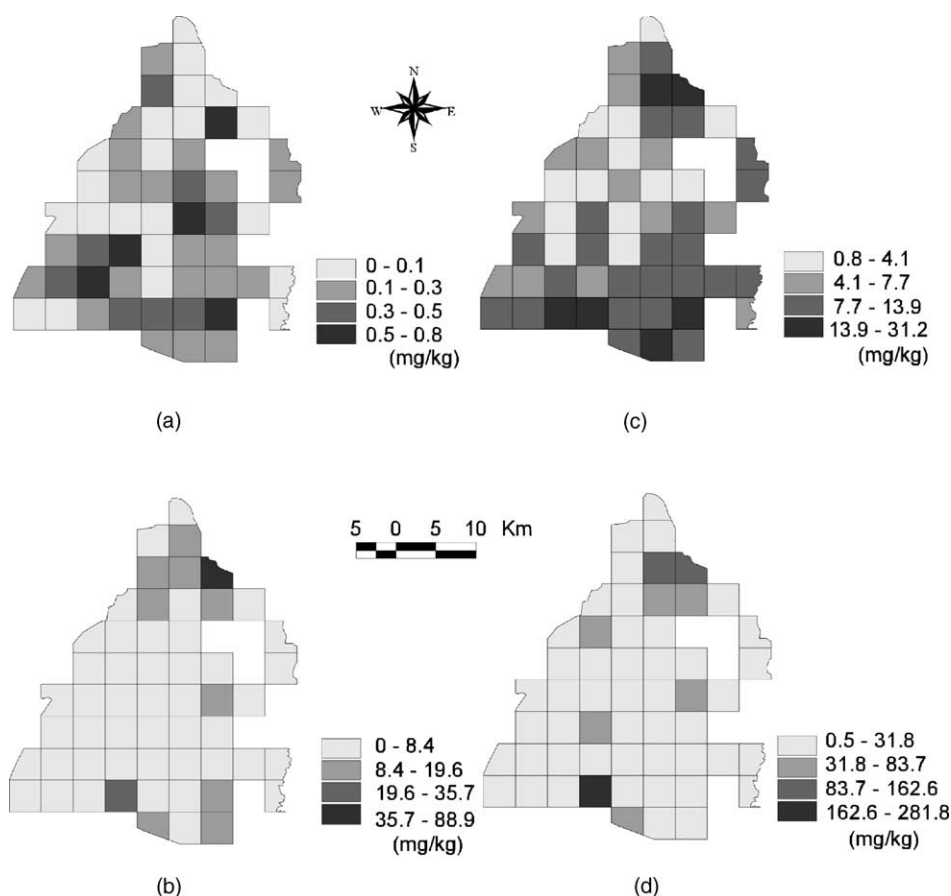 N
W E
S
0 - 0.1
0.1 - 0.3
0.3 - 0.5
0.5 - 0.8
(mg/kg)
0.8 - 4.1
4.1 - 7.7
7.7 - 13.9
13.9 - 31.2
(mg/kg)
(a)
(c)
5 0 5 10 Km
0 - 8.4
8.4 - 19.6
19.6 - 35.7
35.7 - 88.9
(mg/kg)
0.5 - 31.8
31.8 - 83.7
83.7 - 162.6
162.6 - 281.8
(mg/kg)
(b)
(d)